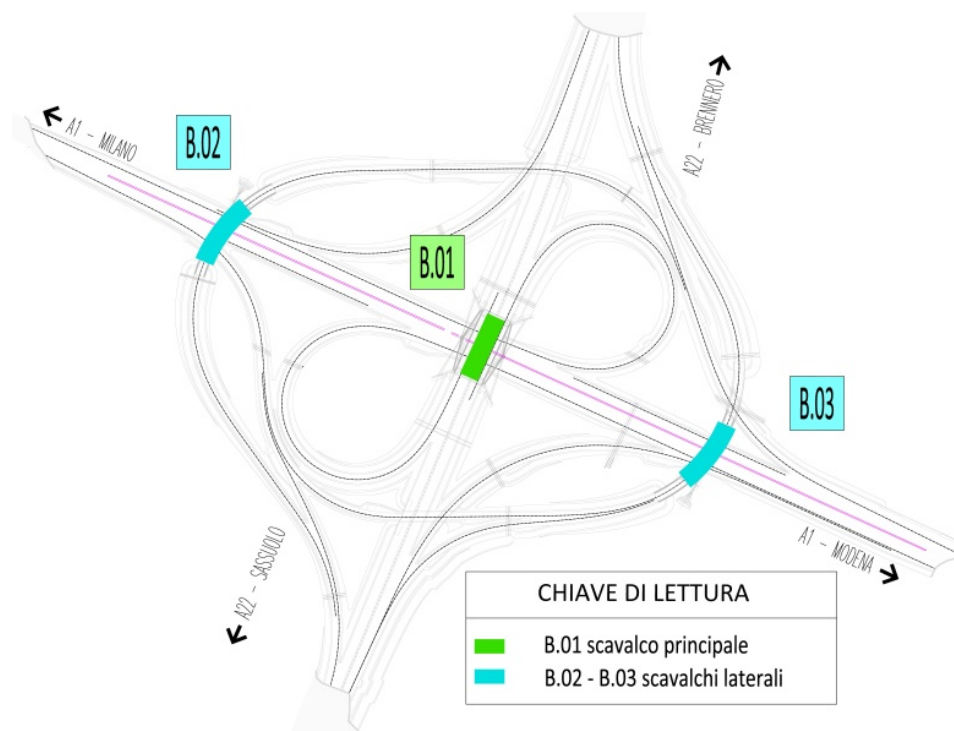 A22 - BRENNERO
A1 - MILANO
B.02
B.01
B.03
A22 - SASSUOLO
A1 - MODENA
CHIAVE DI LETTURA
B.01 scavalco principale
B.02 - B.03 scavalchi laterali